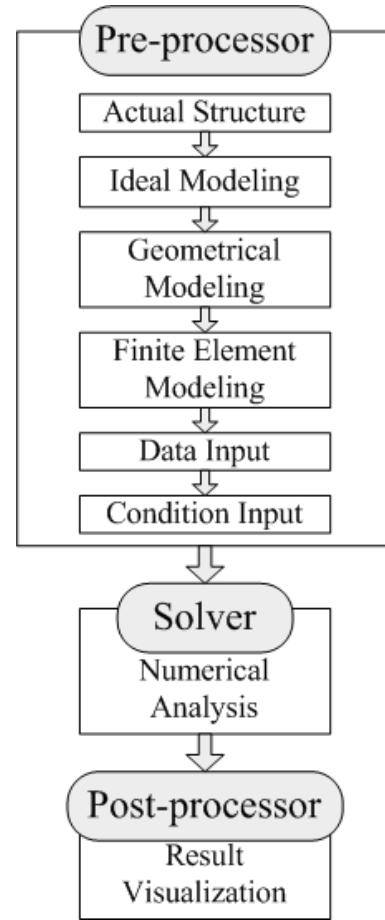 Pre-processor
Actual Structure
Ideal Modeling
Geometrical
Modeling
Finite Element
Modeling
Data Input
Condition Input
Solver
Numerical
Analysis
Post-processor
Result
Visualization